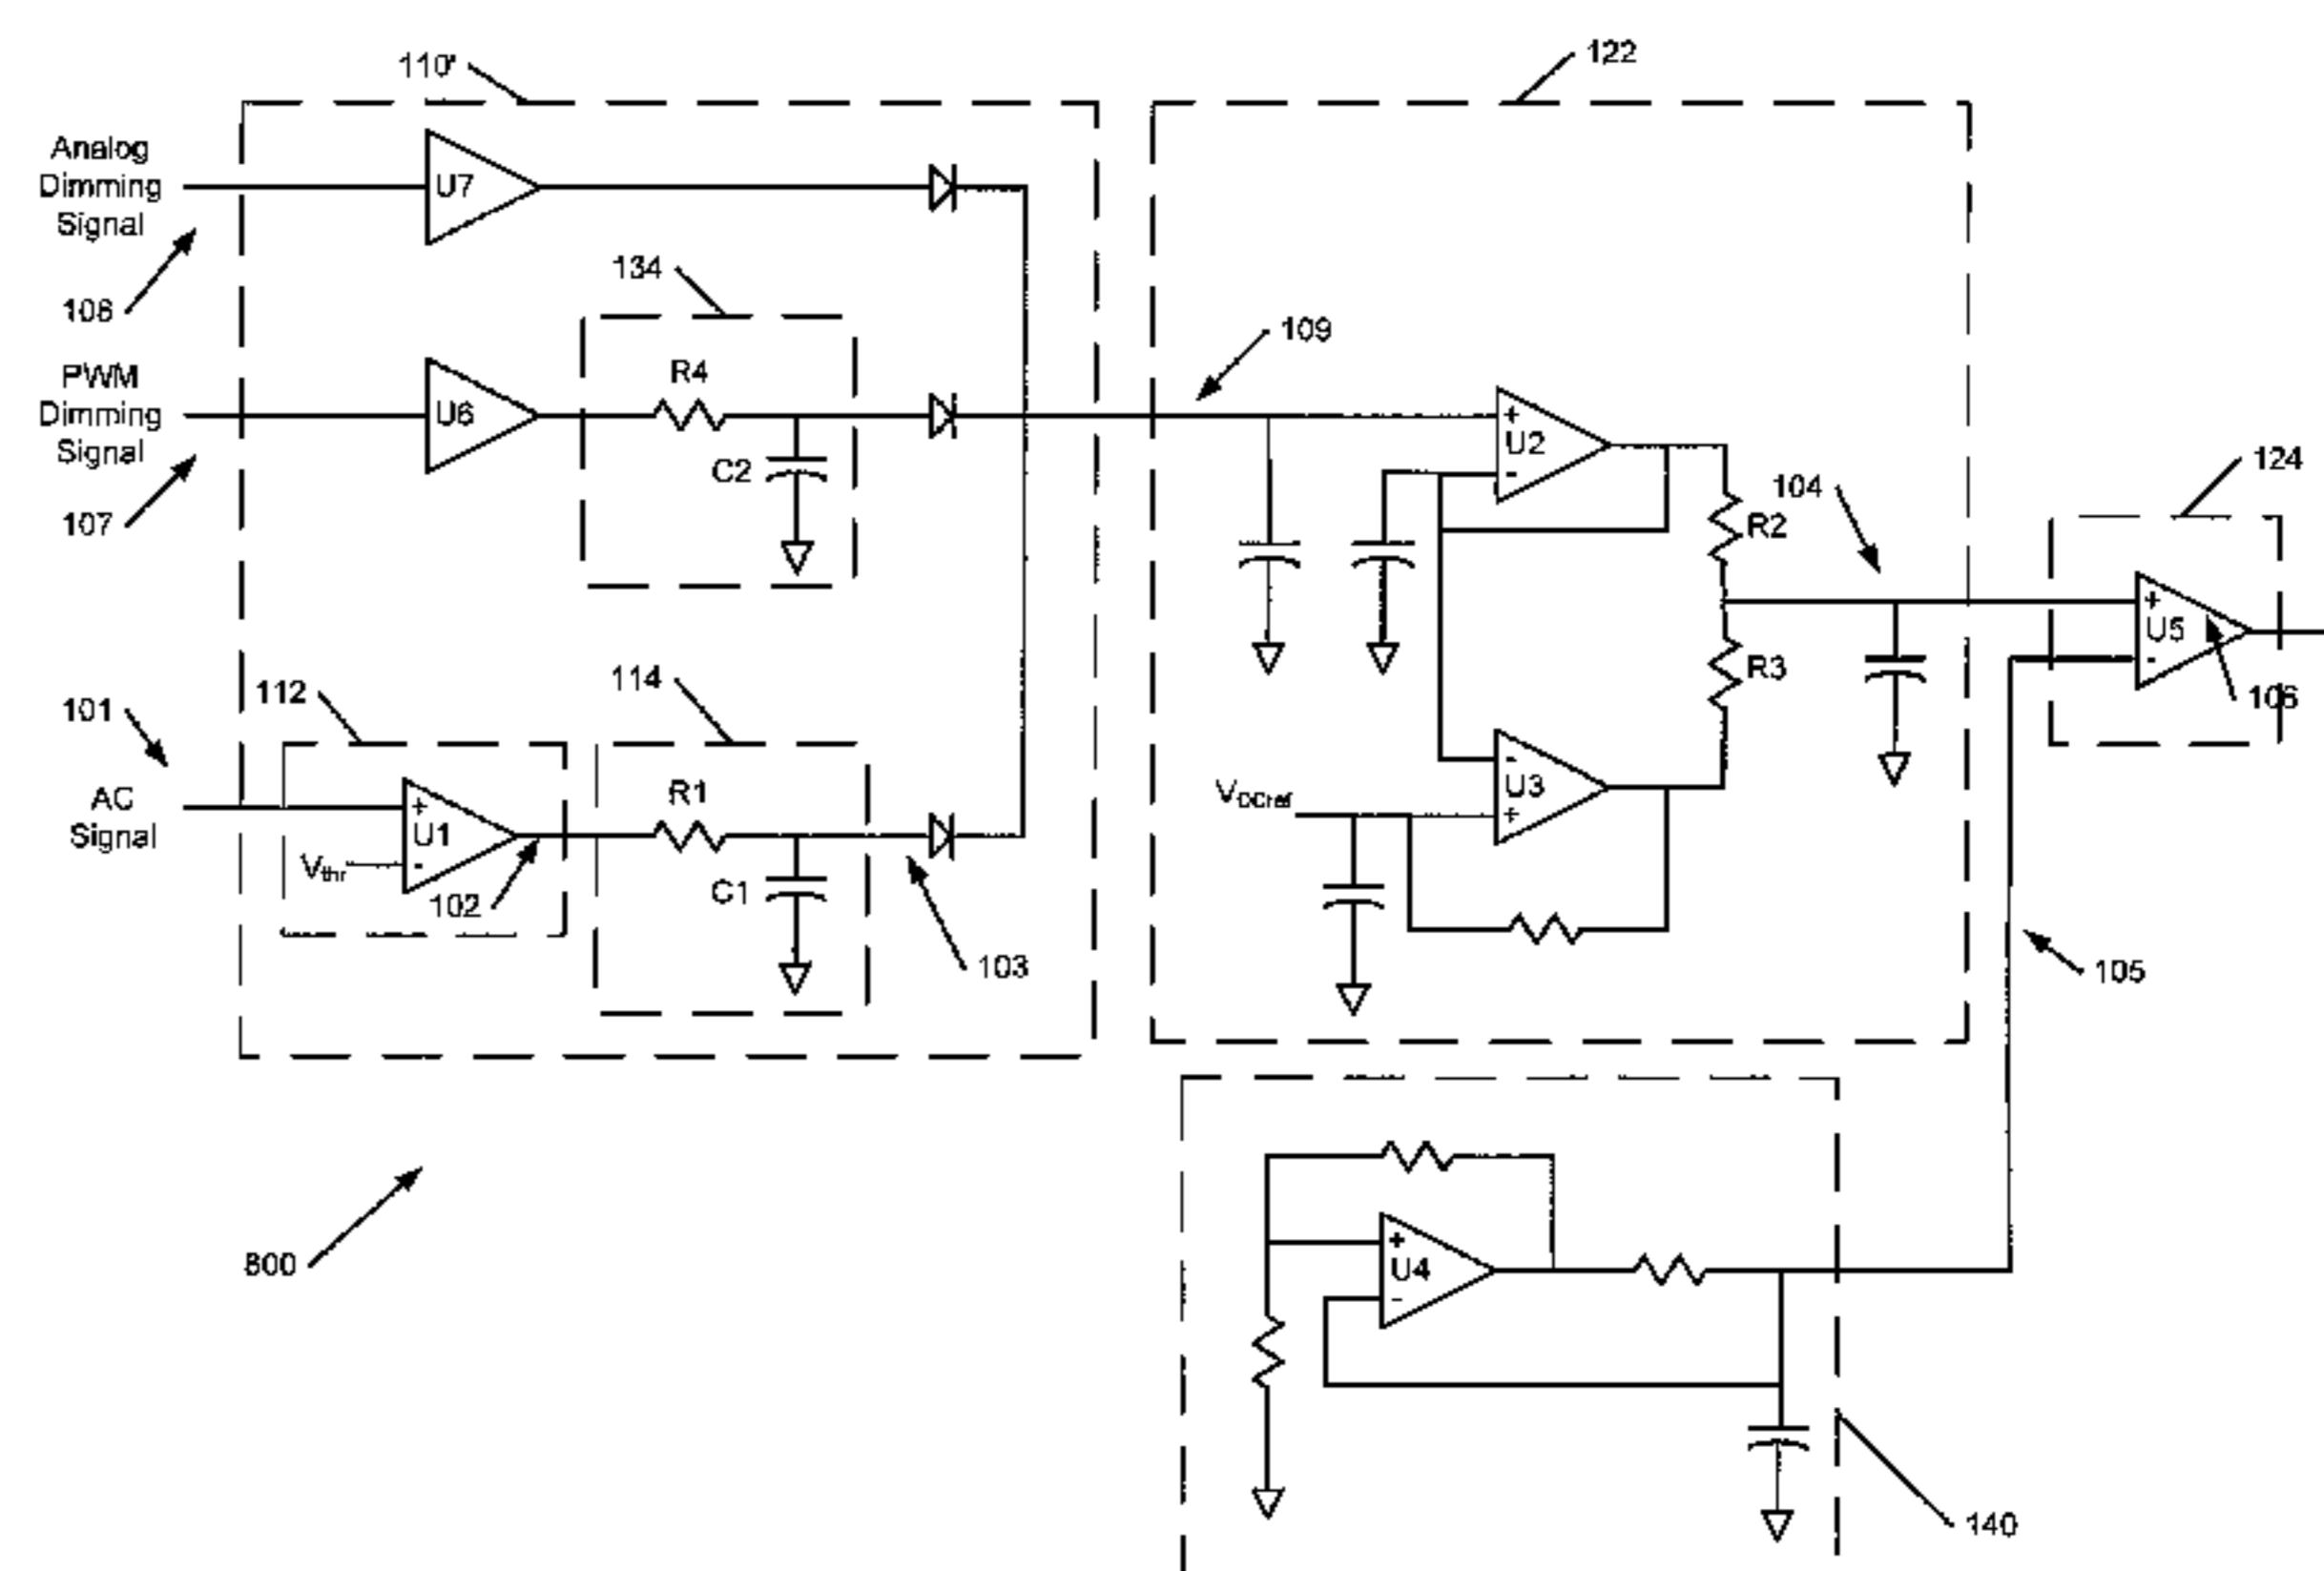 110'
122
Analog
Dimming
Signal
U7
108
134
109
PWM
Dimming
Signal
U6
R4
C2
107
+
U2
-
104
R2
124
+
U5
-
106
R3
101
112
114
AC
Signal
+
U1
-
Vthr
102
R1
C1
103
-
U3
+
105
800
+
U4
-
140